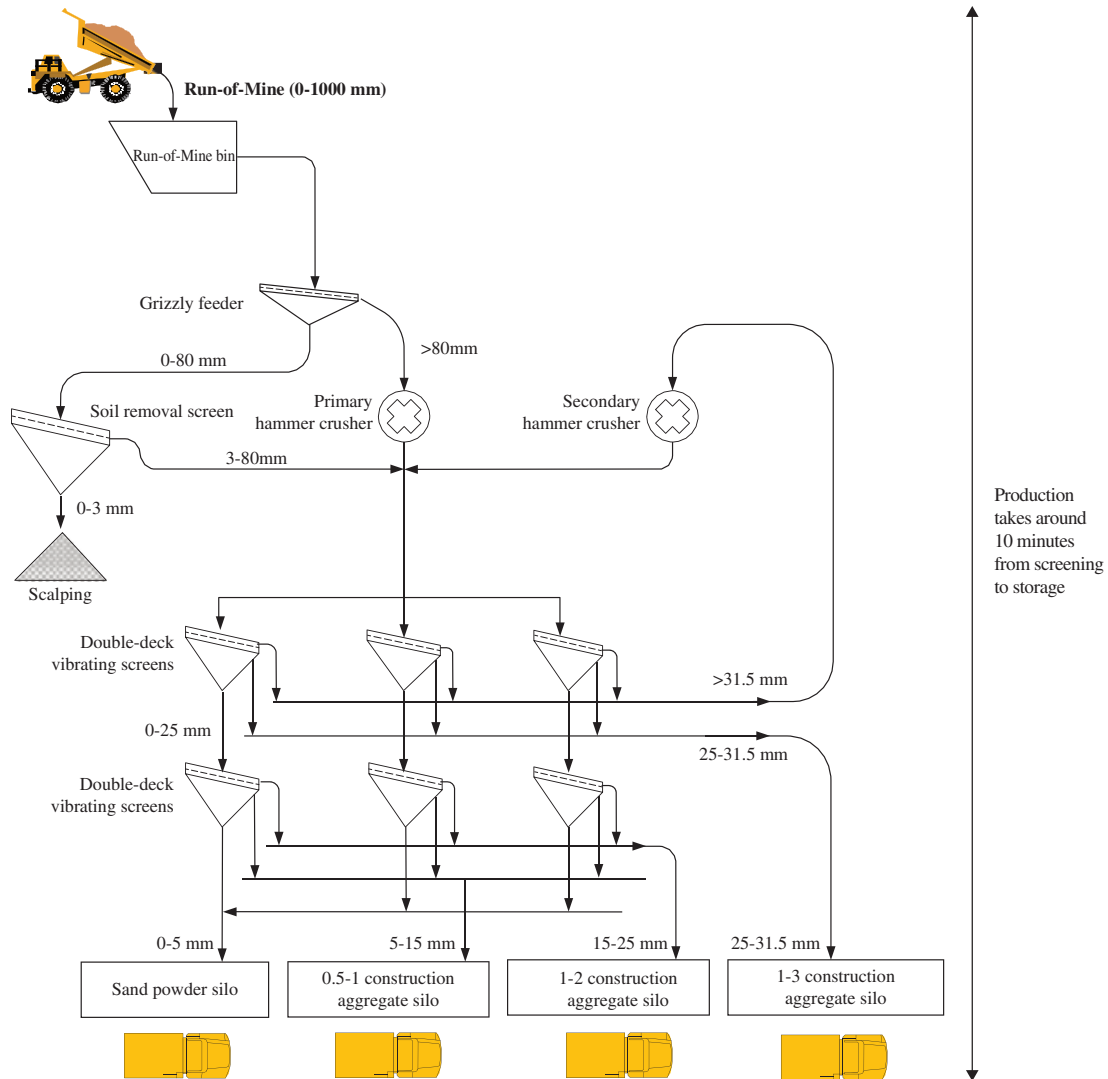 Run-of-Mine (0-1000 mm)
Run-of-Mine bin
Grizzly feeder
>80mm
0-80 mm
Soil removal screen
Primary
hammer crusher
Secondary
hammer crusher
3-80mm
0-3 mm
Scalping
Production
takes around
10 minutes
from screening
to storage
Double-deck
vibrating screens
>31.5 mm
0-25 mm
25-31.5 mm
Double-deck
vibrating screens
0-5 mm
5-15 mm
15-25 mm
25-31.5 mm
Sand powder silo
0.5-1 construction
aggregate silo
1-2 construction
aggregate silo
1-3 construction
aggregate silo